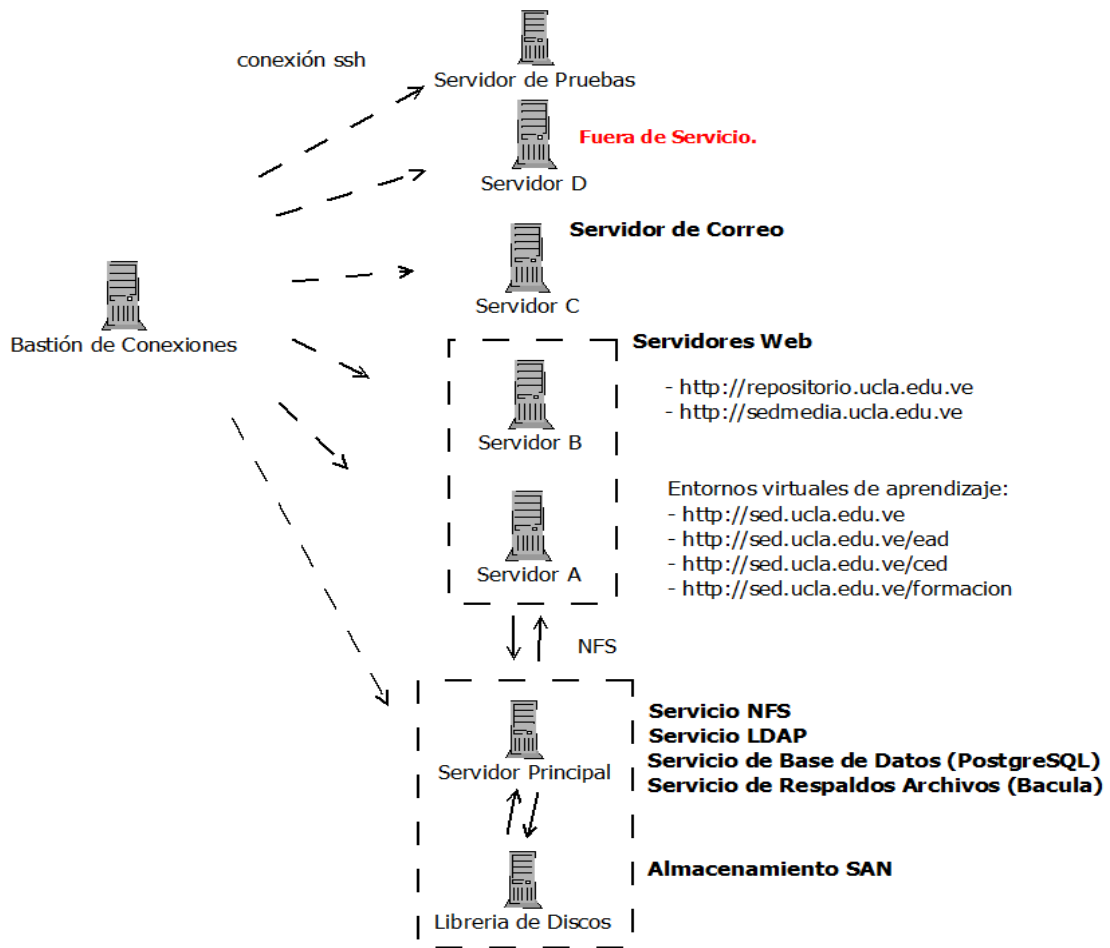 conexión ssh
Servidor de Pruebas
Fuera de Servicio.
Servidor D
Servidor de Correo
Servidor C
Bastión de Conexiones
Servidores Web
- http://repositorio.ucla.edu.ve
- http://sedmedia.ucla.edu.ve
Servidor B
Entornos virtuales de aprendizaje:
- http://sed.ucla.edu.ve
- http://sed.ucla.edu.ve/ead
- http://sed.ucla.edu.ve/ced
- http://sed.ucla.edu.ve/formacion
Servidor A
NFS
Servicio NFS
Servicio LDAP
Servicio de Base de Datos (PostgreSQL)
Servicio de Respaldos Archivos (Bacula)
Servidor Principal
Almacenamiento SAN
Libreria de Discos